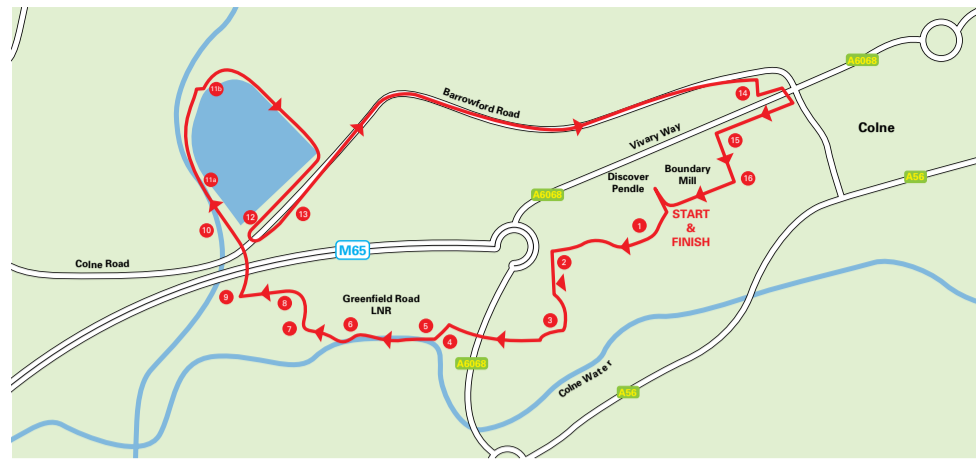 A6068
11b
14
Barrowford Road
Vivary Way
Colne
15
Discover
Pendle
Boundary
Mill
16
A56
11a
A6068
12
13
START
&
FINISH
10
1
M65
2
Colne Road
9
8
Greenfield Road
LNR
7
6
5
4
3
A6068
Colne Water
A56